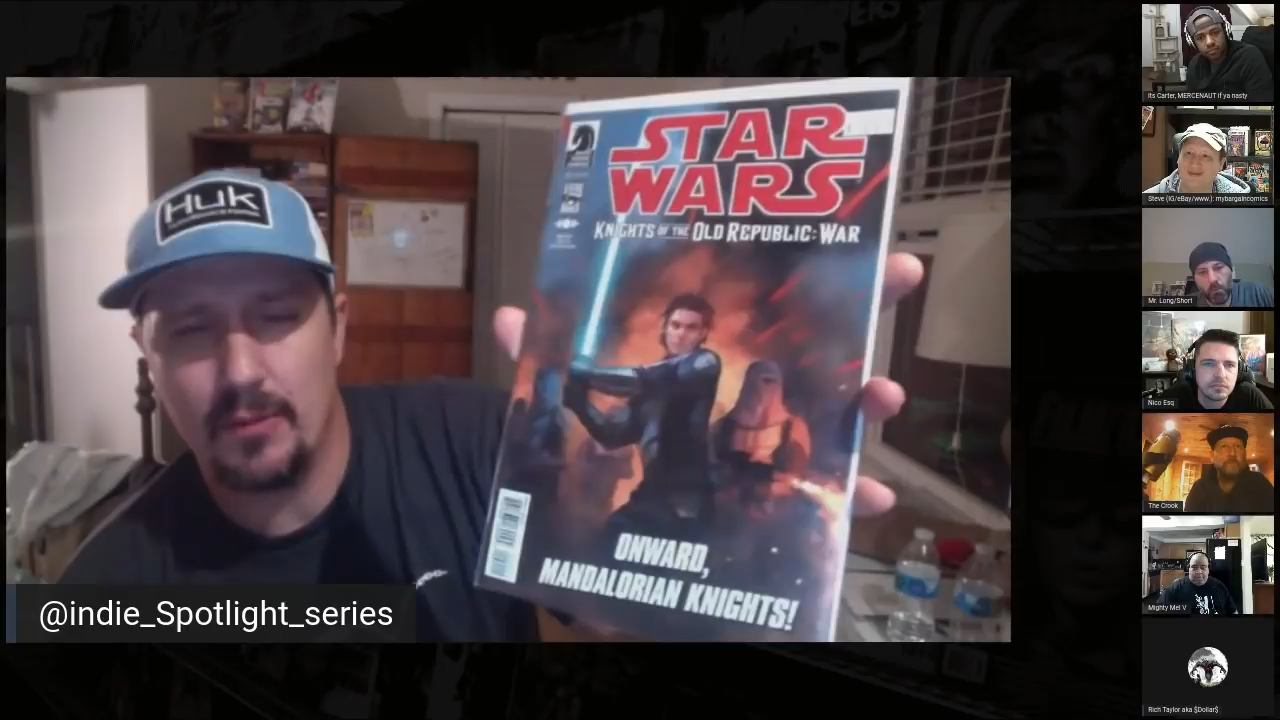 Huk
STAR
WARS
KNIGHTS OF THE OLD REPUBLIC: WAR
ONWARD,
MANDALORIAN KNIGHTS!
@indie_Spotlight_series
Its Carter, MERCENAUT if ya nasty
Steve (IG/eBay/www.): mybargaincomics
Mr. Long/Short
Nico Esq
The Crook
Mighty Mel V
Rich Taylor aka $Dollar$